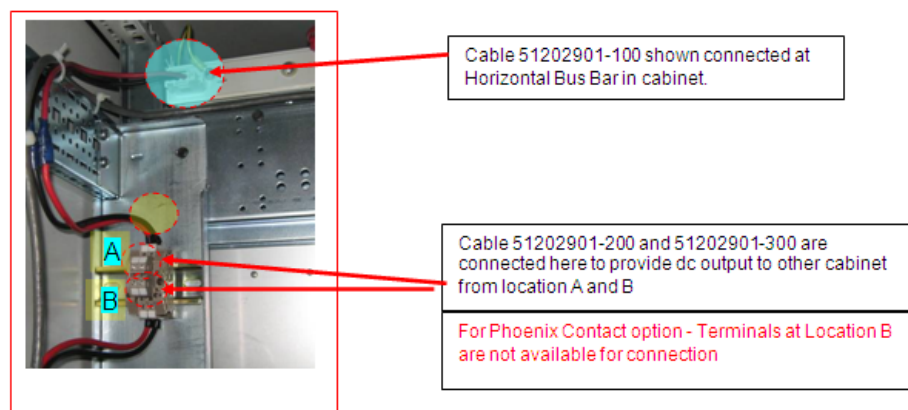 Cable 51202901-100 shown connected at
Horizontal Bus Bar in cabinet.
A
B
Cable 51202901-200 and 51202901-300 are
connected here to provide dc output to other cabinet
from location A and B
For Phoenix Contact option - Terminals at Location B
are not available for connection